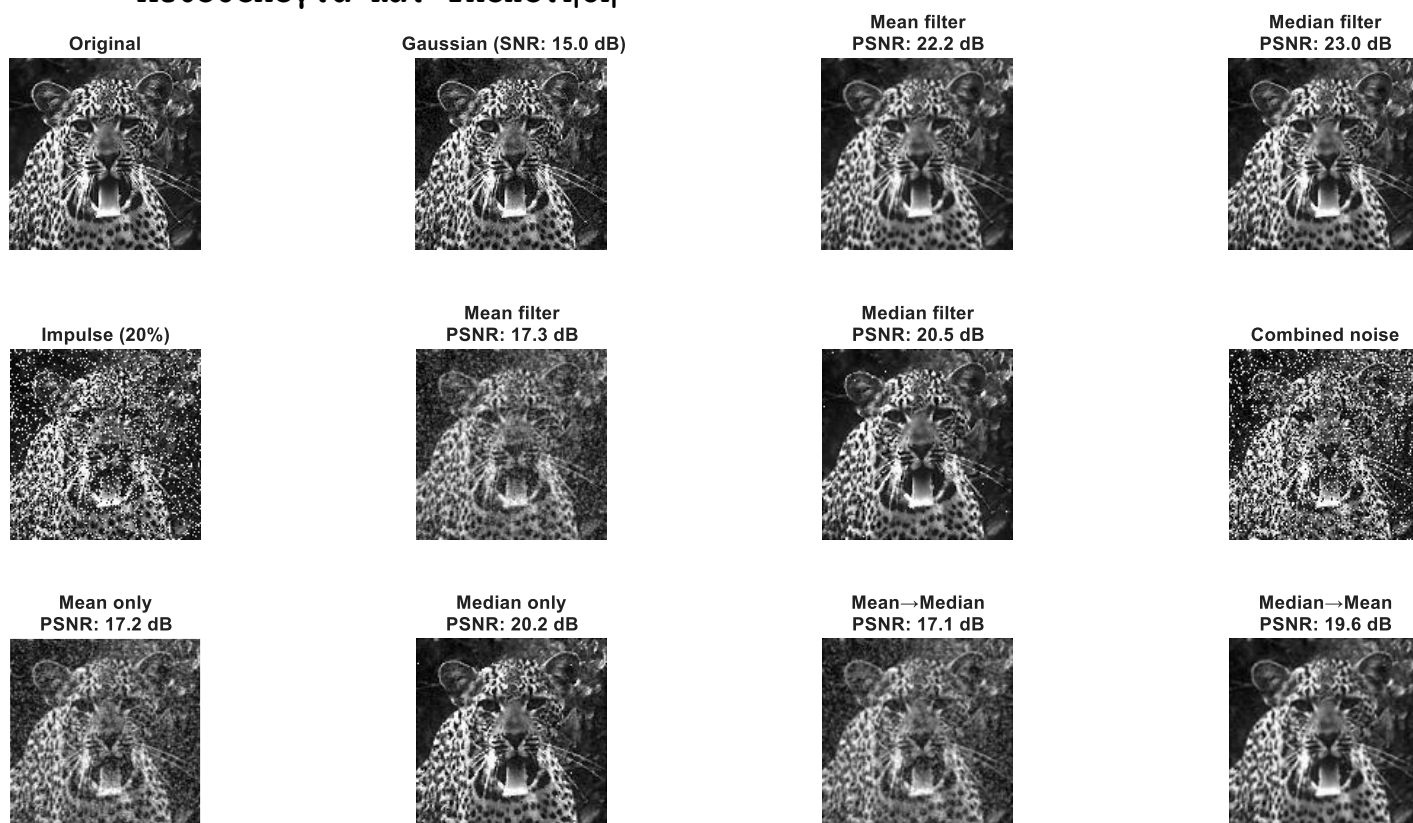 Original
Gaussian (SNR: 15.0 dB)
Mean filter
PSNR: 22.2 dB
Median filter
PSNR: 23.0 dB
Impulse (20%)
Mean filter
PSNR: 17.3 dB
Median filter
PSNR: 20.5 dB
Combined noise
Mean only
PSNR: 17.2 dB
Median only
PSNR: 20.2 dB
Mean→Median
PSNR: 17.1 dB
Median→Mean
PSNR: 19.6 dB